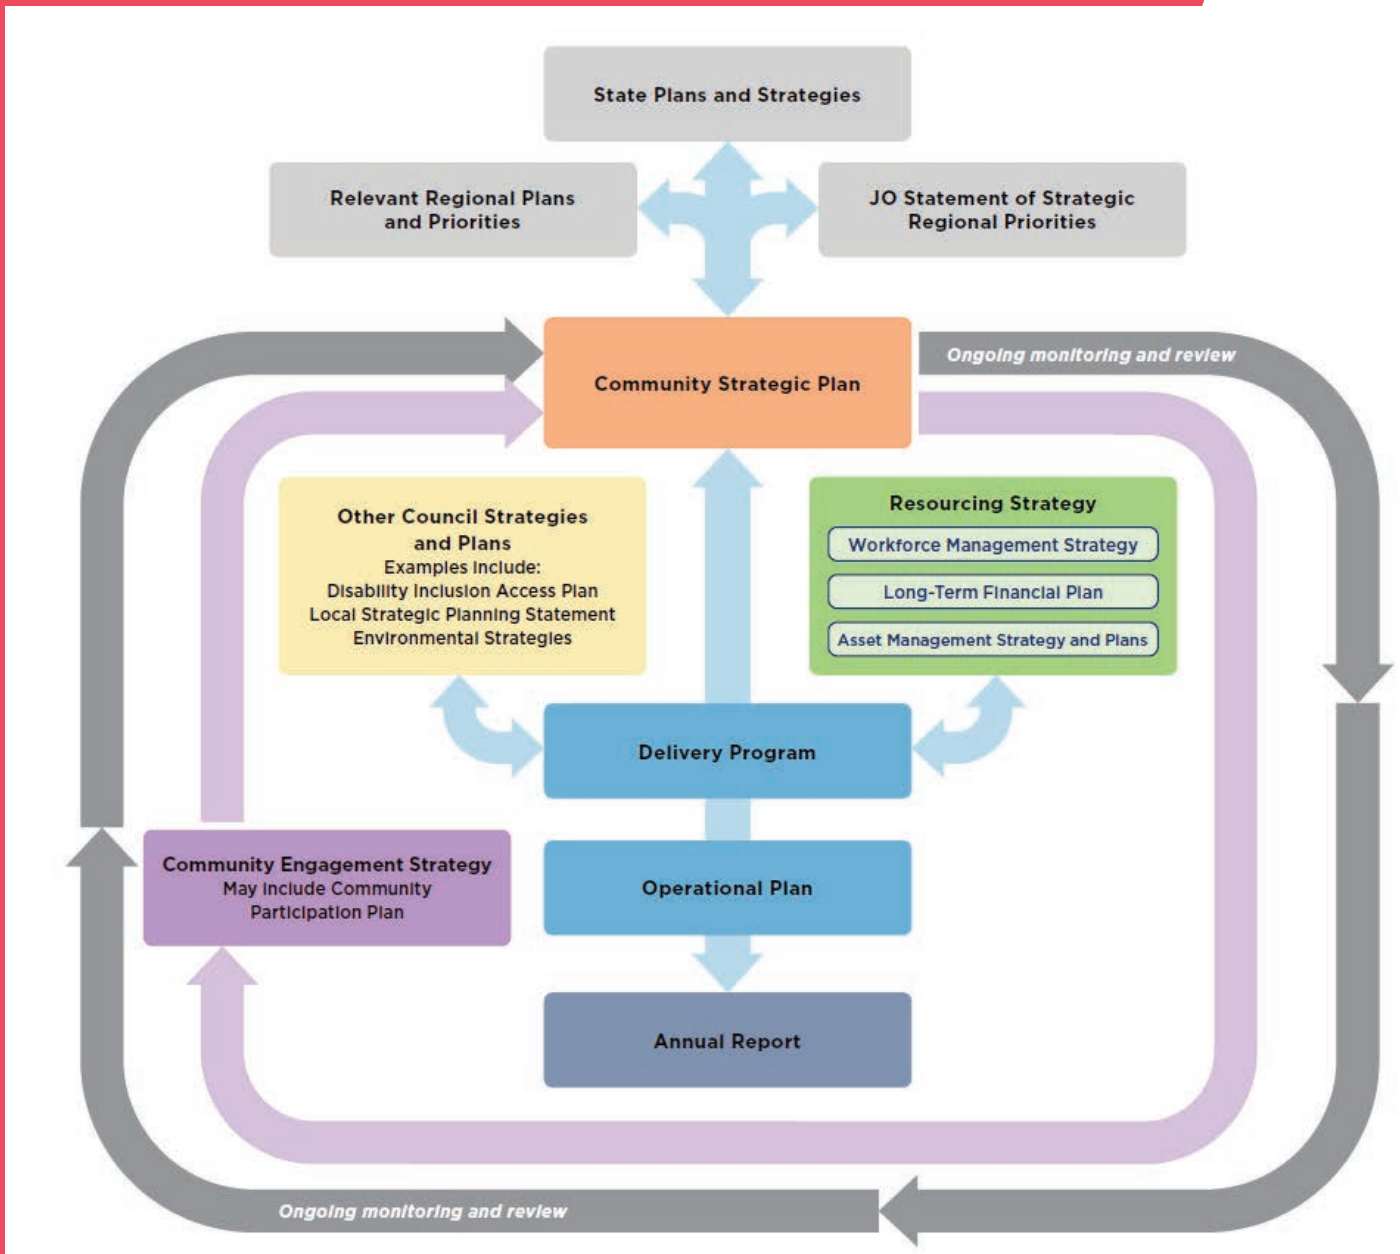 State Plans and Strategies
Relevant Regional Plans
and Priorities
JO Statement of Strategic
Regional Priorities
Community Strategic Plan
Ongoing monitoring and review
Other Council Strategies
and Plans
Examples Include:
Disability Inclusion Access Plan
Local Strategic Planning Statement
Environmental Strategies
Resourcing Strategy
Workforce Management Strategy
Long-Term Financial Plan
Asset Management Strategy and Plans
Delivery Program
Community Engagement Strategy
May Include Community
Participation Plan
Operational Plan
Annual Report
Ongoing monitoring and review